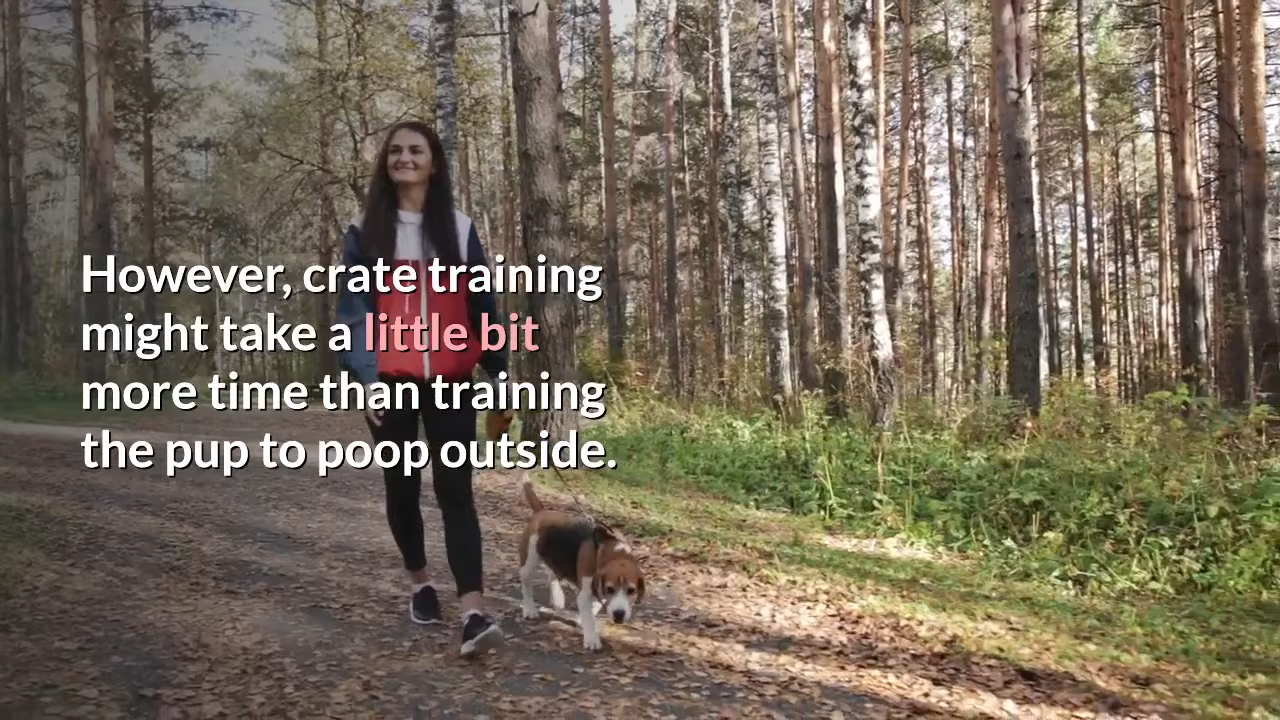 However, crate training
might take a little bit
more time than training
the pup to poop outside.